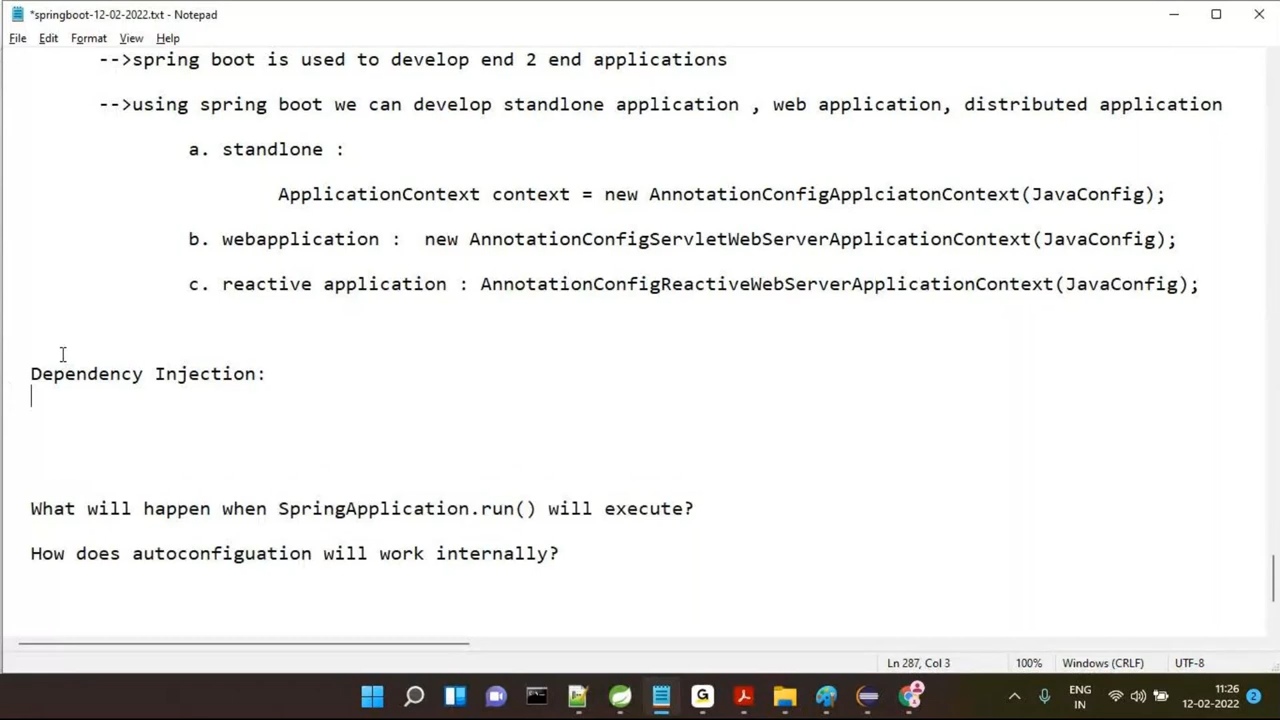 *springboot-12-02-2022.txt - Notepad
File Edit Format View Help
-->spring boot is used to develop end 2 end applications
-->using spring boot we can develop standlone application , web application, distributed application
a. standlone :
ApplicationContext context = new AnnotationConfigApplciatonContext(JavaConfig);
b. webapplication : new AnnotationConfigServletWebServerApplicationContext(JavaConfig);
c. reactive application : AnnotationConfigReactiveWebServerApplicationContext(JavaConfig);
Dependency Injection:
What will happen when SpringApplication.run() will execute?
How does autoconfiguation will work internally?
Ln 287, Col 3 100% Windows (CRLF) UTF-8
ENG
IN
11:26
12-02-2022
2